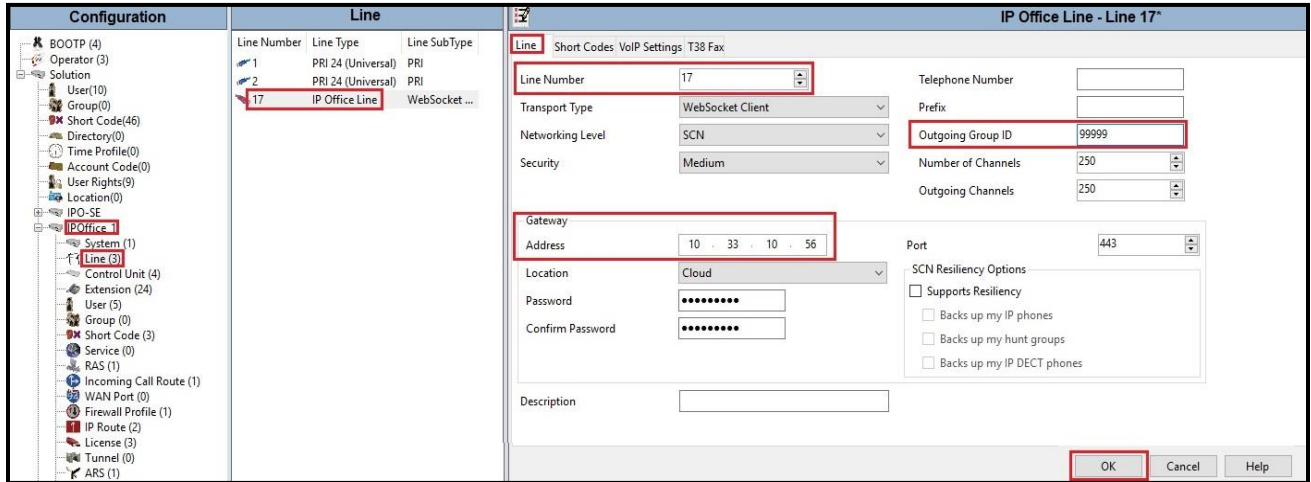 Configuration
BOOTP (4)
Operator (3)
Solution
User(10)
Group(0)
Short Code(46)
Directory(0)
Time Profile(0)
Account Code(0)
User Rights(9)
Location(0)
IPO-SE
IPOffice_1
System (1)
Line (3)
Control Unit (4)
Extension (24)
User (5)
Group (0)
Short Code (3)
Service (0)
RAS (1)
Incoming Call Route (1)
WAN Port (0)
Firewall Profile (1)
IP Route (2)
License (3)
Tunnel (0)
ARS (1)
Line
Line Number Line Type Line SubType
1 PRI 24 (Universal) PRI
2 PRI 24 (Universal) PRI
17 IP Office Line WebSocket ...
IP Office Line - Line 17*
Line Short Codes VoIP Settings T38 Fax
Line Number 17
Transport Type WebSocket Client
Networking Level SCN
Security Medium
Telephone Number
Prefix
Outgoing Group ID 99999
Number of Channels 250
Outgoing Channels 250
Gateway
Address 10 . 33 . 10 . 56
Location Cloud
Password •••••••••
Confirm Password •••••••••
Port 443
SCN Resiliency Options
Supports Resiliency
Backs up my IP phones
Backs up my hunt groups
Backs up my IP DECT phones
Description
OK Cancel Help